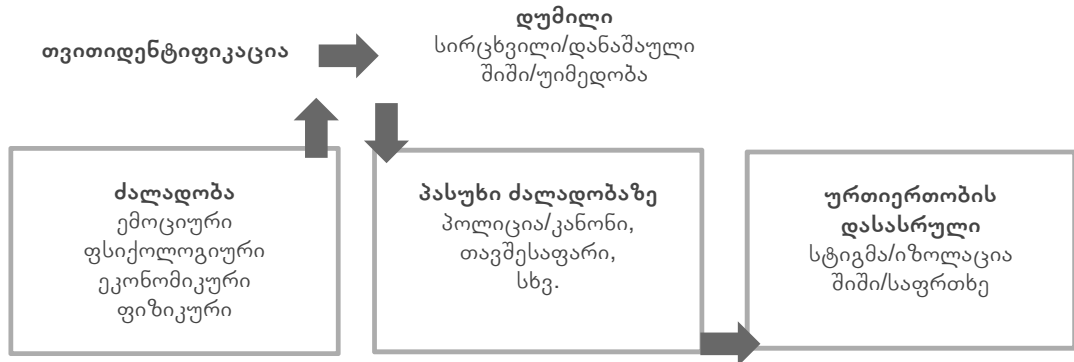 თვითიდენტიფიკაცია
დუმილი
სირცხვილი/დანაშაული
შიში/უიმედობა
ძალადობა
ემოციური
ფსიქოლოგიური
ეკონომიკური
ფიზიკური
პასუხი ძალადობაზე
პოლიცია/კანონი,
თავშესაფარი,
სხვ.
ურთიერთობის
დასასრული
სტიგმა/იზოლაცია
შიში/საფრთხე